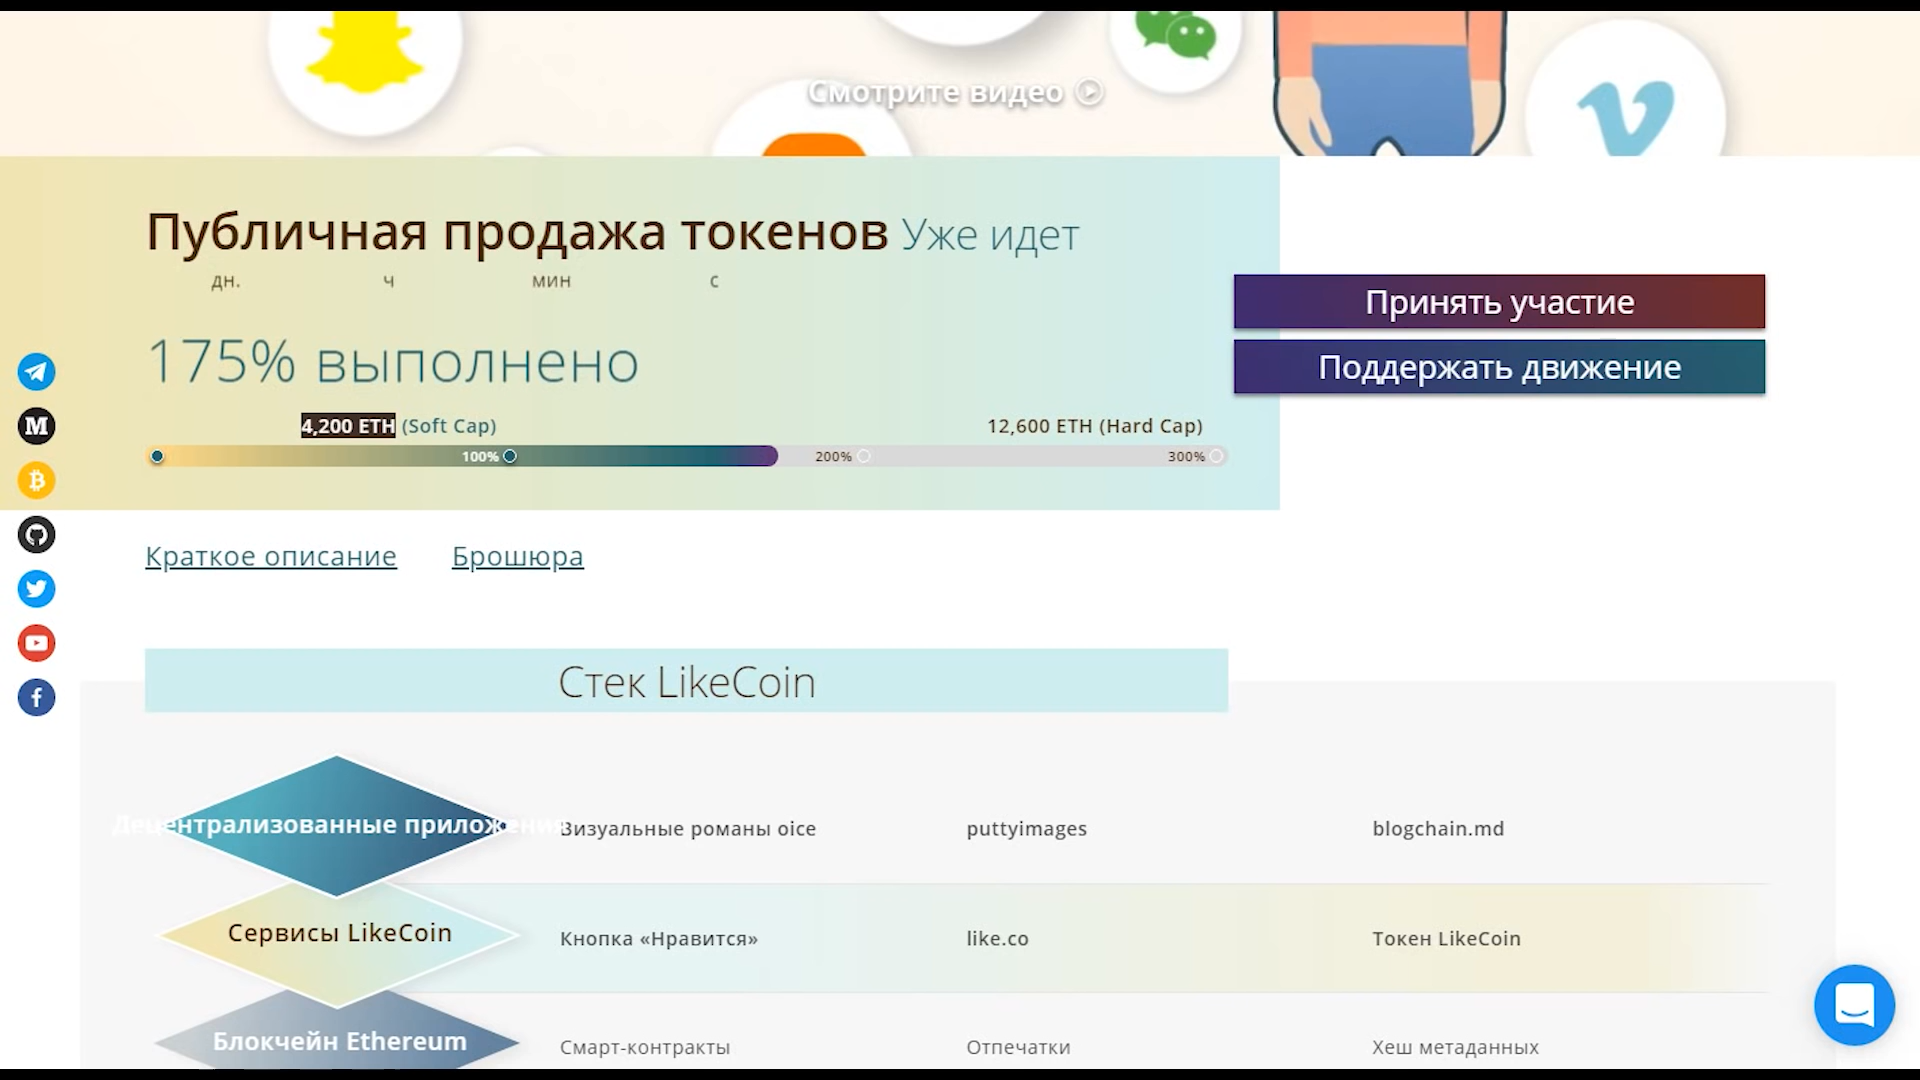 Смотрите видео
Публичная продажа токенов Уже идет
дн. ч мин с
Принять участие
175% выполнено
Поддержать движение
4,200 ETH (Soft Cap) 12,600 ETH (Hard Cap)
100% 200% 300%
Краткое описание Брошюра
Стек LikeCoin
Децентрализованные приложения Визуальные романы oice puttyimages blogchain.md
Сервисы LikeCoin Кнопка «Нравится» like.co Токен LikeCoin
Блокчейн Ethereum Смарт-контракты Отпечатки Хеш метаданных